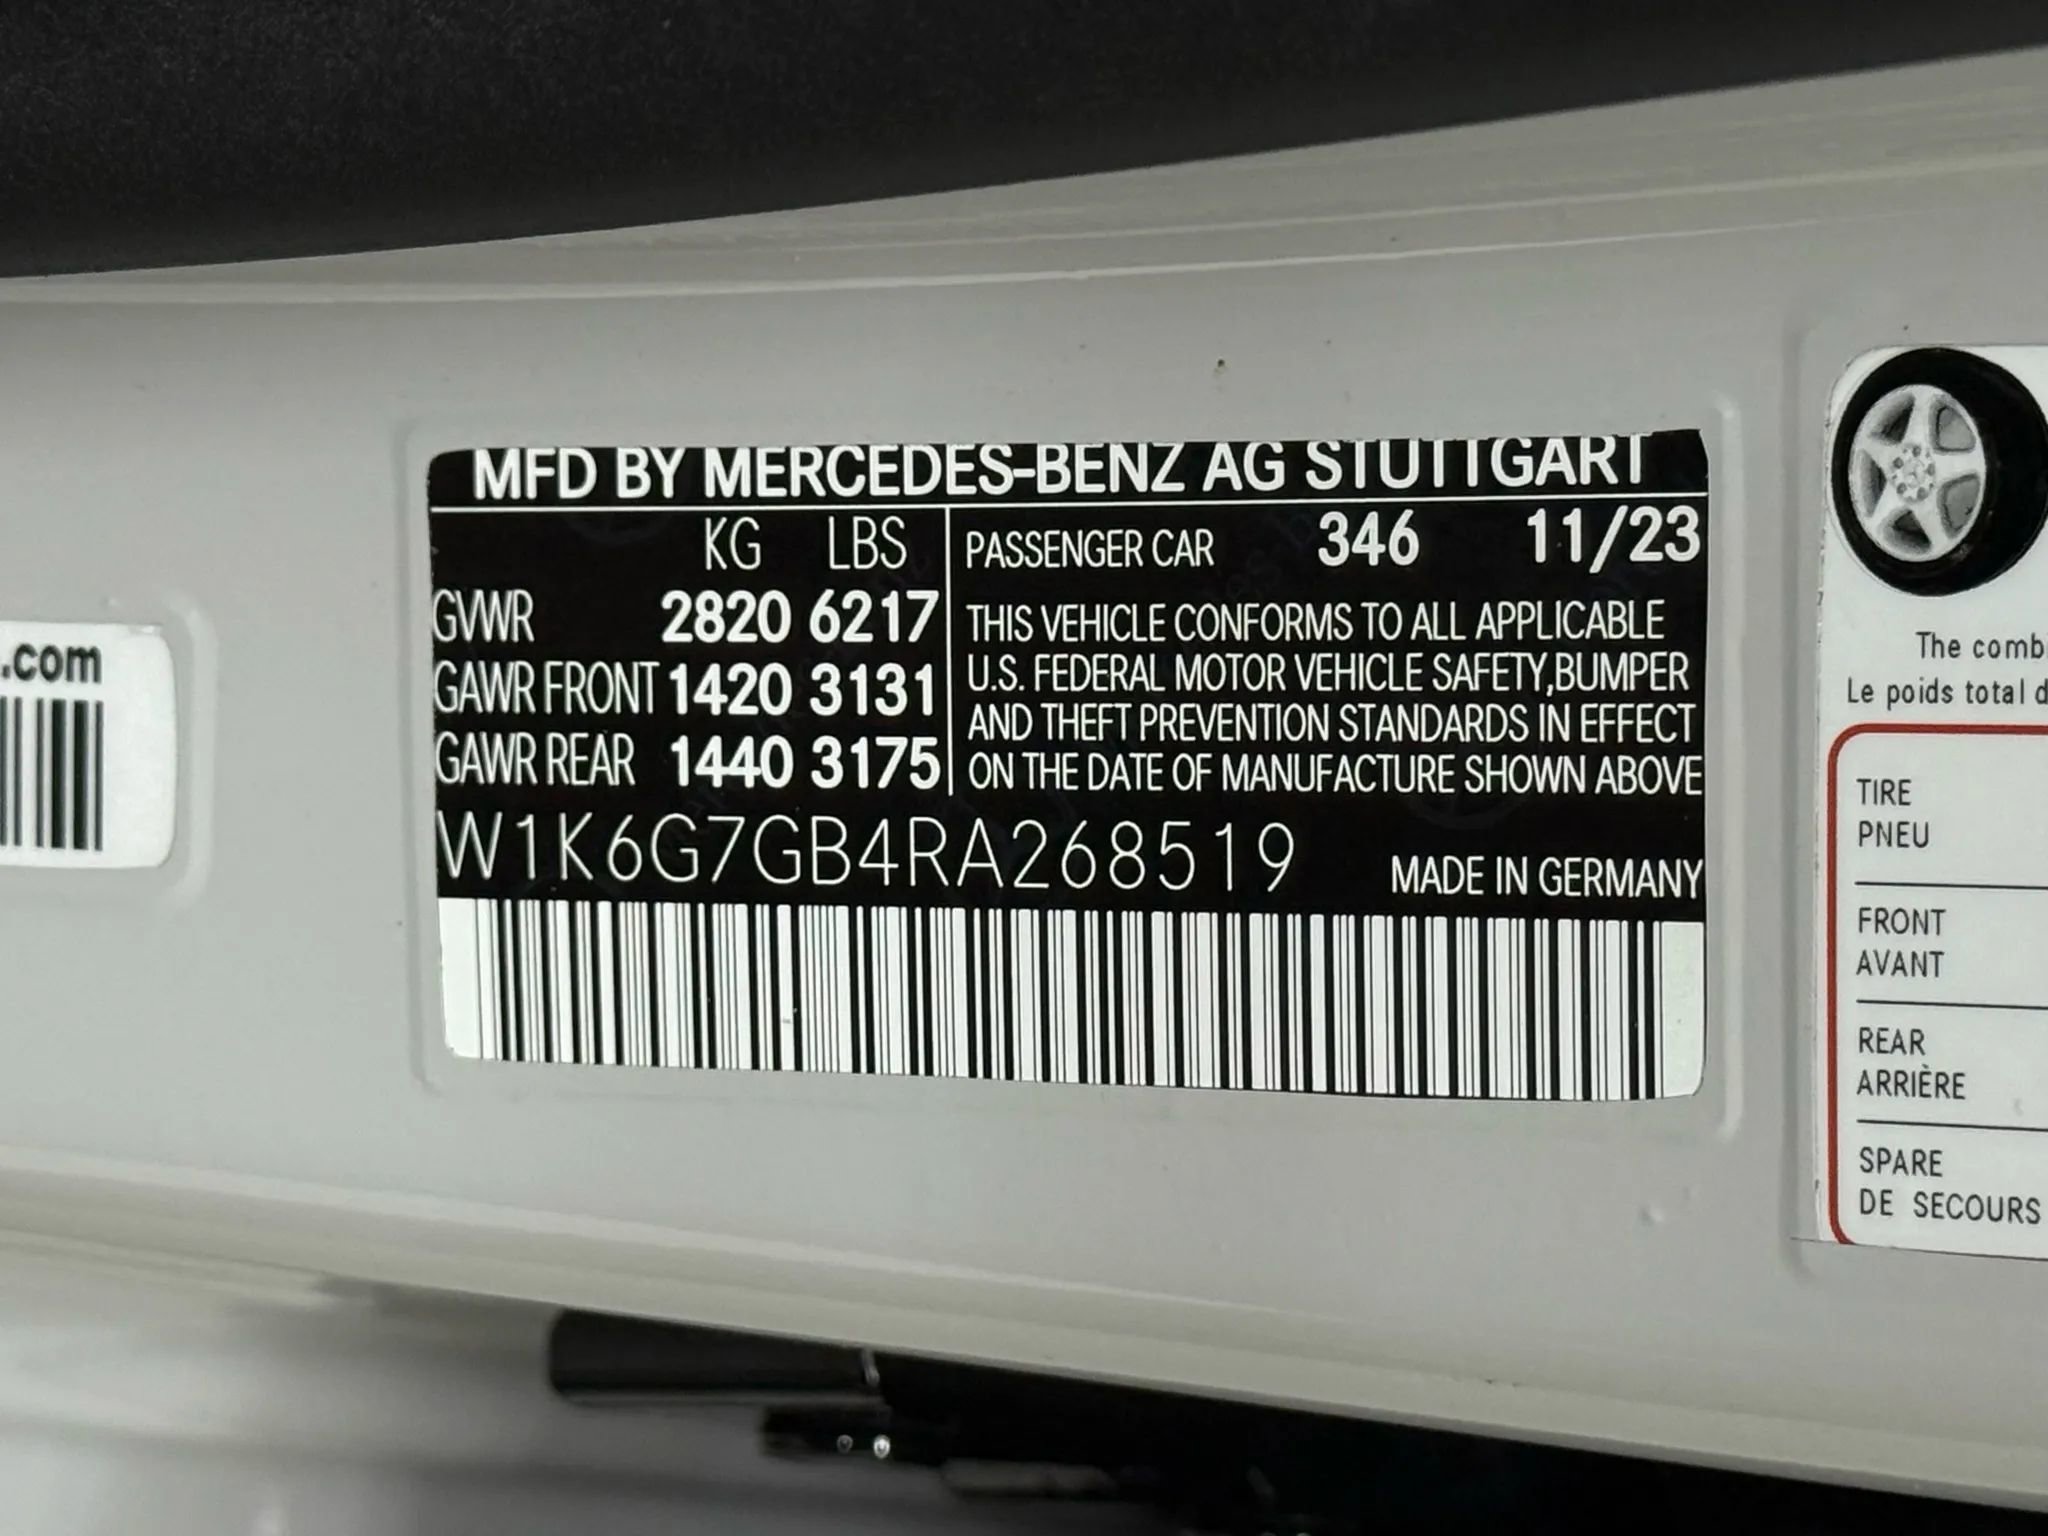 MFD BY MERCEDES-BENZ AG STUTTGART
KG LBS
GVWR 2820 6217
GAWR FRONT 1420 3131
GAWR REAR 1440 3175
PASSENGER CAR 346 11/23
THIS VEHICLE CONFORMS TO ALL APPLICABLE
U.S. FEDERAL MOTOR VEHICLE SAFETY,BUMPER
AND THEFT PREVENTION STANDARDS IN EFFECT
ON THE DATE OF MANUFACTURE SHOWN ABOVE
W1K6G7GB4RA268519
MADE IN GERMANY
.com
The combi
Le poids total d
TIRE
PNEU
FRONT
AVANT
REAR
ARRIÈRE
SPARE
DE SECOURS